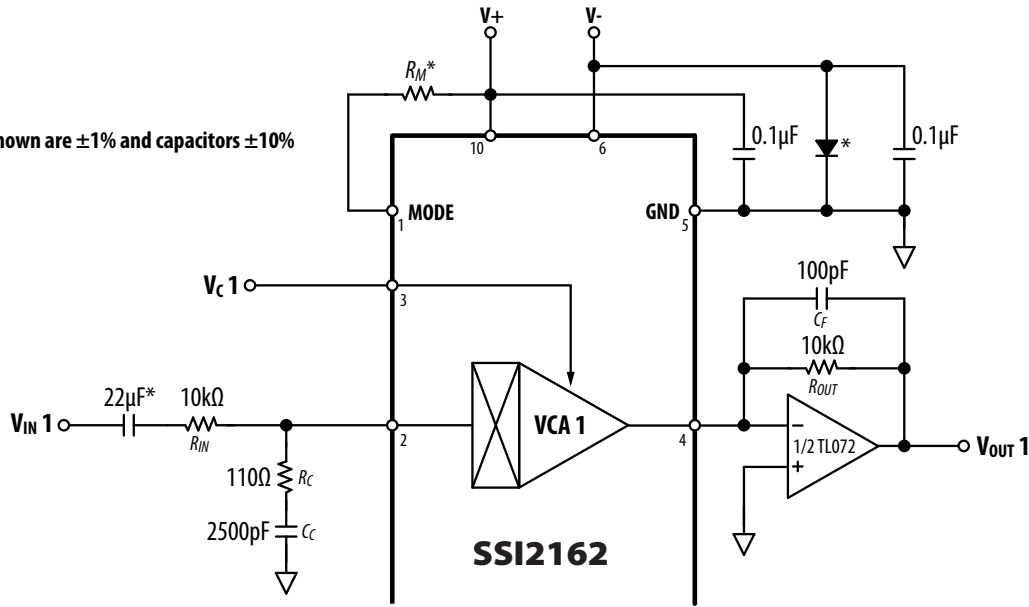 V+
V-
RM*
nown are ±1% and capacitors ±10%
10
6
0.1µF
*
0.1µF
MODE
GND
1
5
VC 1
3
100pF
CF
10kΩ
ROUT
22µF*
10kΩ
VIN 1
RIN
2
VCA 1
4
−
1/2 TL072
+
VOUT 1
110Ω
RC
2500pF
CC
SSI2162